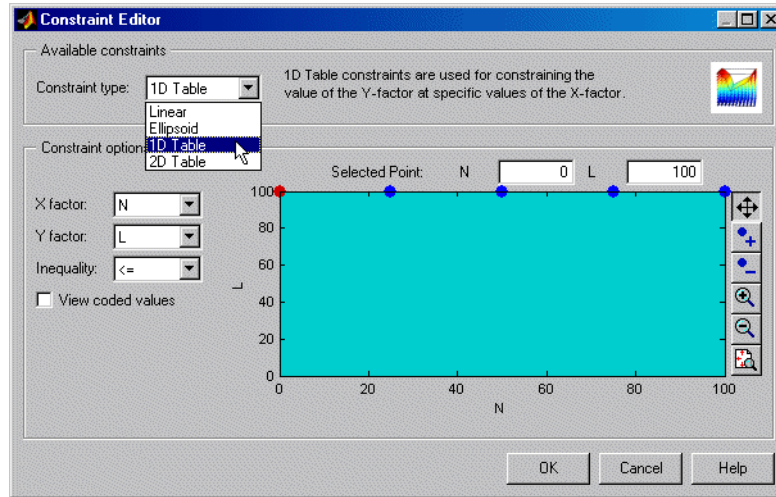 Constraint Editor
Available constraints
Constraint type: 1D Table
1D Table constraints are used for constraining the
value of the Y-factor at specific values of the X-factor.
Linear
Ellipsoid
1D Table
2D Table
Constraint option
Selected Point: N 0 L 100
X factor: N
Y factor: L
Inequality: <=
View coded values
100
80
60
40
20
0
L
0 20 40 60 80 100
N
OK Cancel Help